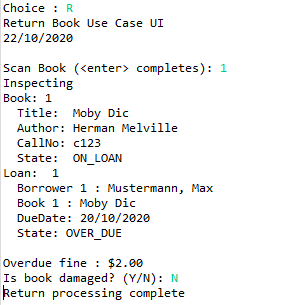 Choice : R
Return Book Use Case UI
22/10/2020
Scan Book (<enter> completes): 1
Inspecting
Book: 1
Title:  Moby Dic
Author: Herman Melville
CallNo: c123
State:  ON_LOAN
Loan:  1
Borrower 1 : Mustermann, Max
Book 1 : Moby Dic
DueDate: 20/10/2020
State: OVER_DUE
Overdue fine : $2.00
Is book damaged? (Y/N): N
Return processing complete